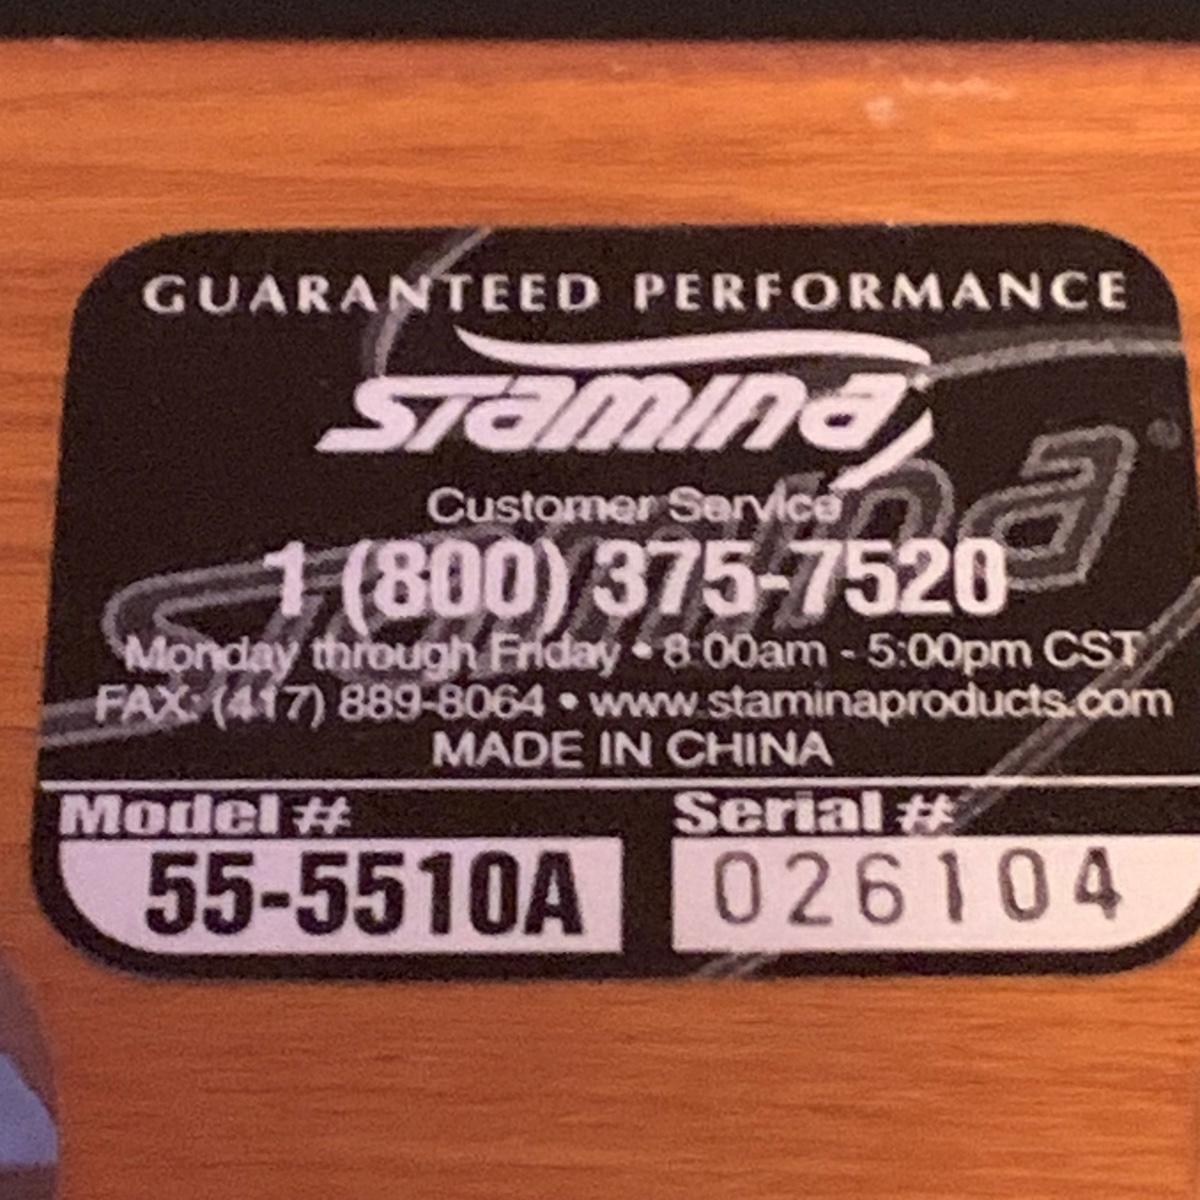 GUARANTEED PERFORMANCE
STAMINA
Customer Service
1 (800) 375-7520
Monday through Friday • 8:00am - 5:00pm CST
FAX: (417) 889-8064 • www.staminaproducts.com
MADE IN CHINA
Model # Serial #
55-5510A 026104